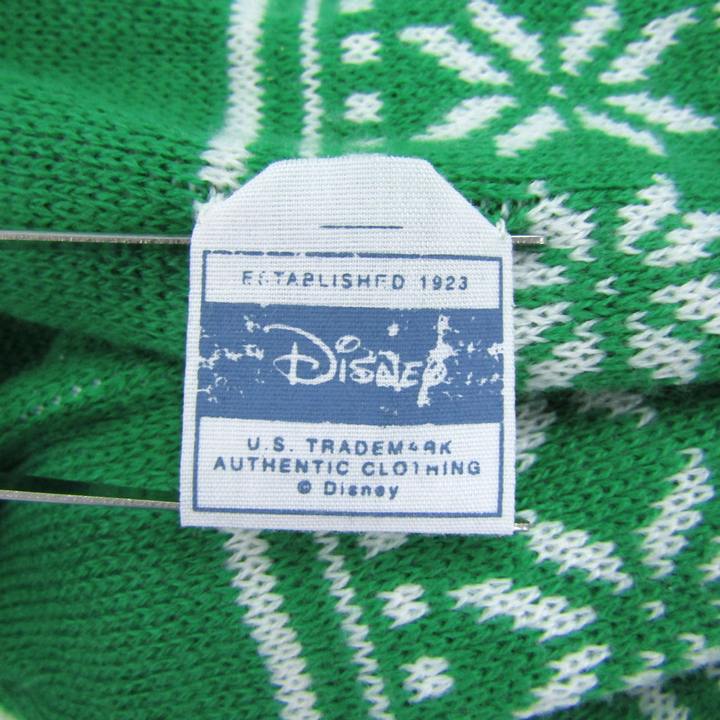 ESTABLISHED 1923
Disney
U.S. TRADEMARK
AUTHENTIC CLOTHING
© Disney